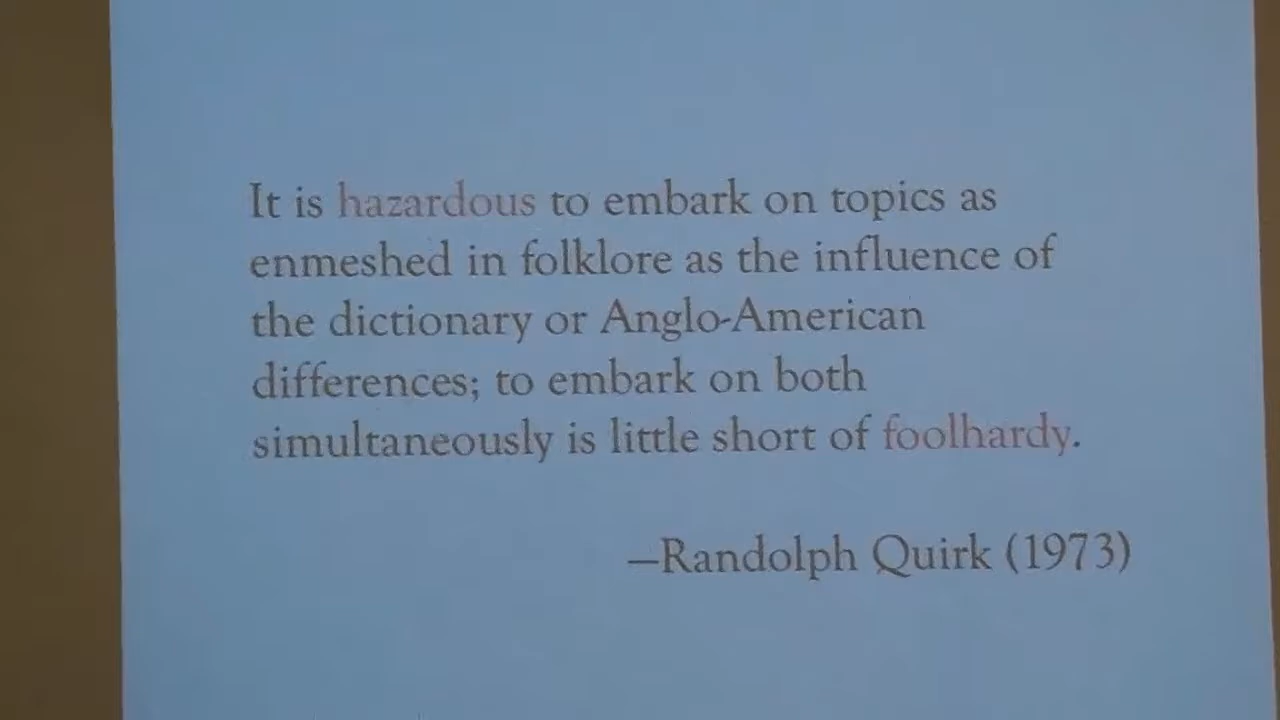 It is hazardous to embark on topics as
enmeshed in folklore as the influence of
the dictionary or Anglo-American
differences; to embark on both
simultaneously is little short of foolhardy.
—Randolph Quirk (1973)